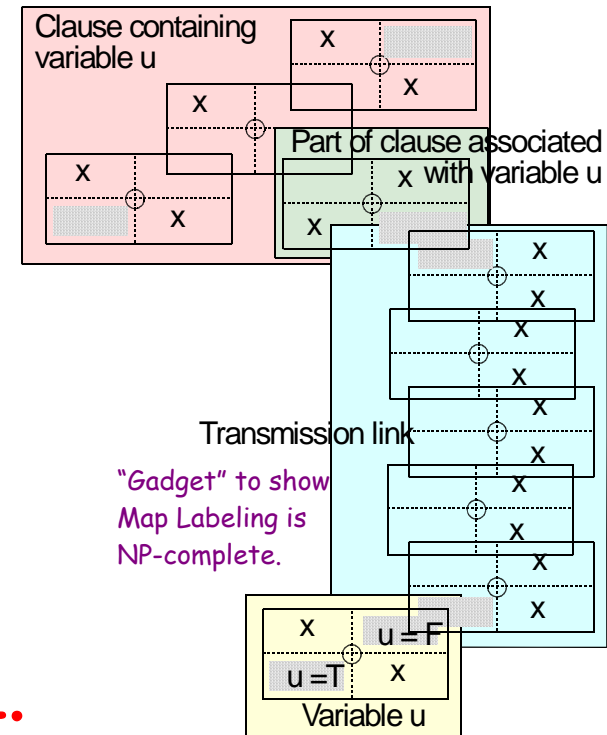 Clause containing
variable u
x
x
x
Part of clause associated
with variable u
x
x
x
x
x
x
x
x
x
Transmission link
x
x
"Gadget" to show
Map Labeling is
NP-complete.
x
x
x
x
u = F
u =T
x
Variable u
..